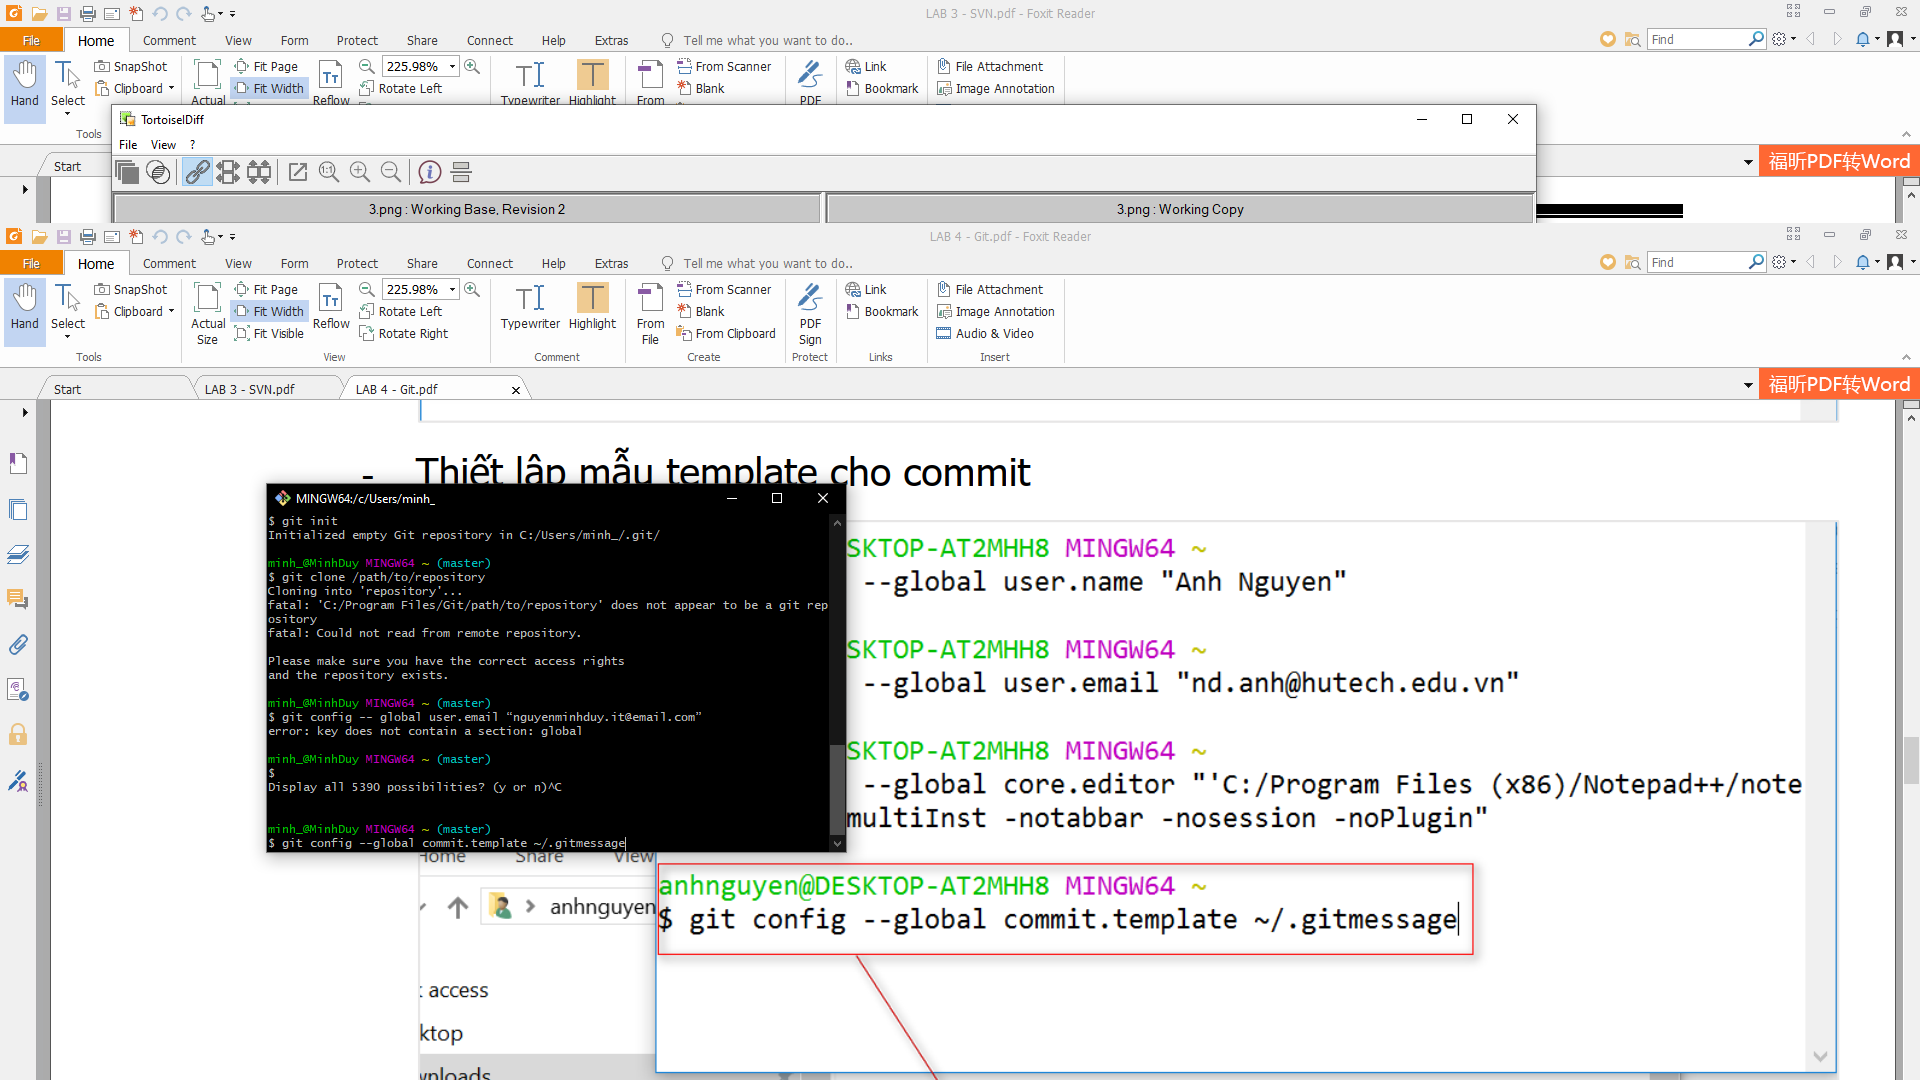 LAB 3 - SVN.pdf - Foxit Reader
File Home Comment View Form Protect Share Connect Help Extras Tell me what you want to do.. Find
Hand
Select
SnapShot
Clipboard
Tools
Actual
Fit Page
Fit Width
Reflow
225.98%
Rotate Left
Typewriter
Highlight
From
From Scanner
Blank
PDF
Link
Bookmark
File Attachment
Image Annotation
TortoiseIDiff
File View ?
1:1
3.png : Working Base, Revision 2
3.png : Working Copy
Start
福昕PDF转Word
LAB 4 - Git.pdf - Foxit Reader
File Home Comment View Form Protect Share Connect Help Extras Tell me what you want to do.. Find
Hand
Select
SnapShot
Clipboard
Tools
Actual
Size
Fit Page
Fit Width
Fit Visible
Reflow
225.98%
Rotate Left
Rotate Right
View
Typewriter
Highlight
Comment
From
File
From Scanner
Blank
From Clipboard
Create
PDF
Sign
Protect
Link
Bookmark
Links
File Attachment
Image Annotation
Audio & Video
Insert
Start
LAB 3 - SVN.pdf
LAB 4 - Git.pdf
福昕PDF转Word
- Thiết lập mẫu template cho commit
MINGW64:/c/Users/minh_
$ git init
Initialized empty Git repository in C:/Users/minh_/.git/
minh_@MinhDuy MINGW64 ~ (master)
$ git clone /path/to/repository
Cloning into 'repository'...
fatal: 'C:/Program Files/Git/path/to/repository' does not appear to be a git rep
ository
fatal: Could not read from remote repository.
Please make sure you have the correct access rights
and the repository exists.
minh_@MinhDuy MINGW64 ~ (master)
$ git config -- global user.email “nguyenminhduy.it@email.com”
error: key does not contain a section: global
minh_@MinhDuy MINGW64 ~ (master)
$
Display all 5390 possibilities? (y or n)^C
minh_@MinhDuy MINGW64 ~ (master)
$ git config --global commit.template ~/.gitmessage
SKTOP-AT2MHH8 MINGW64 ~
--global user.name "Anh Nguyen"
SKTOP-AT2MHH8 MINGW64 ~
--global user.email "nd.anh@hutech.edu.vn"
SKTOP-AT2MHH8 MINGW64 ~
--global core.editor "'C:/Program Files (x86)/Notepad++/note
multiInst -notabbar -nosession -noPlugin"
anhnguyen@DESKTOP-AT2MHH8 MINGW64 ~
$ git config --global commit.template ~/.gitmessage
Home Share View
anhnguyen
access
ktop
wnloads